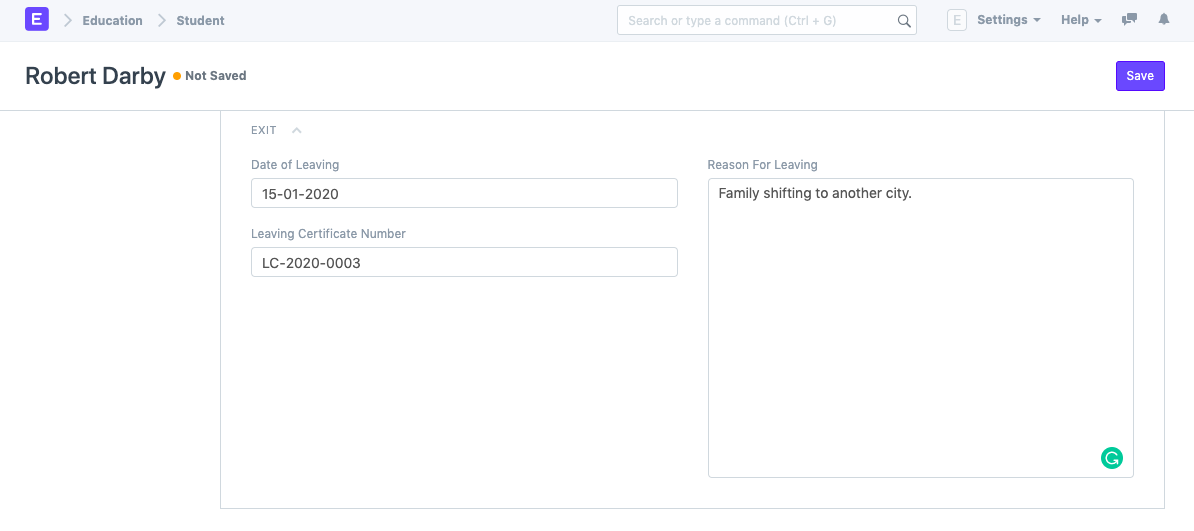 E Education Student Search or type a command (Ctrl + G) E Settings Help
Robert Darby Not Saved Save
EXIT
Date of Leaving
15-01-2020
Leaving Certificate Number
LC-2020-0003
Reason For Leaving
Family shifting to another city.